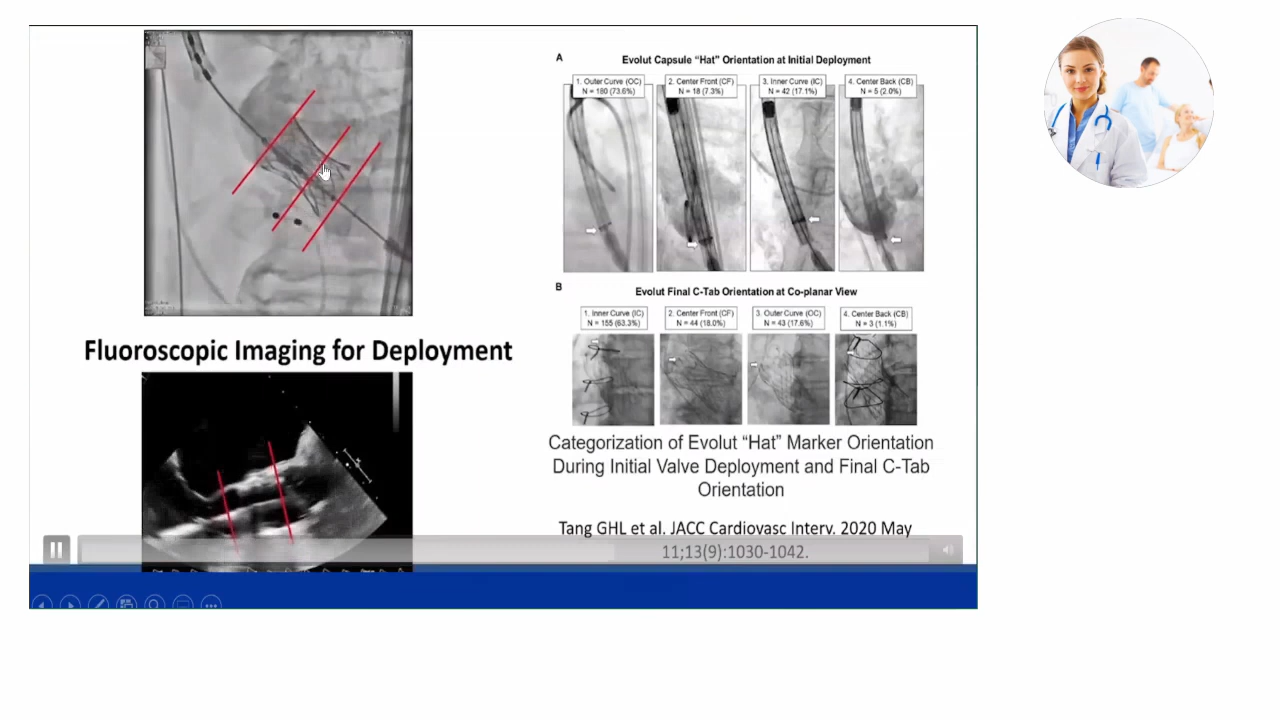 Fluoroscopic Imaging for Deployment
A
Evolut Capsule “Hat” Orientation at Initial Deployment
1. Outer Curve (OC)
N = 180 (73.6%)
2. Center Front (CF)
N = 18 (7.3%)
3. Inner Curve (IC)
N = 42 (17.1%)
4. Center Back (CB)
N = 5 (2.0%)
B
Evolut Final C-Tab Orientation at Co-planar View
1. Inner Curve (IC)
N = 155 (63.3%)
2. Center Front (CF)
N = 44 (18.0%)
3. Outer Curve (OC)
N = 43 (17.6%)
4. Center Back (CB)
N = 3 (1.1%)
Categorization of Evolut “Hat” Marker Orientation
During Initial Valve Deployment and Final C-Tab
Orientation
Tang GHL et al. JACC Cardiovasc Interv. 2020 May
11;13(9):1030-1042.